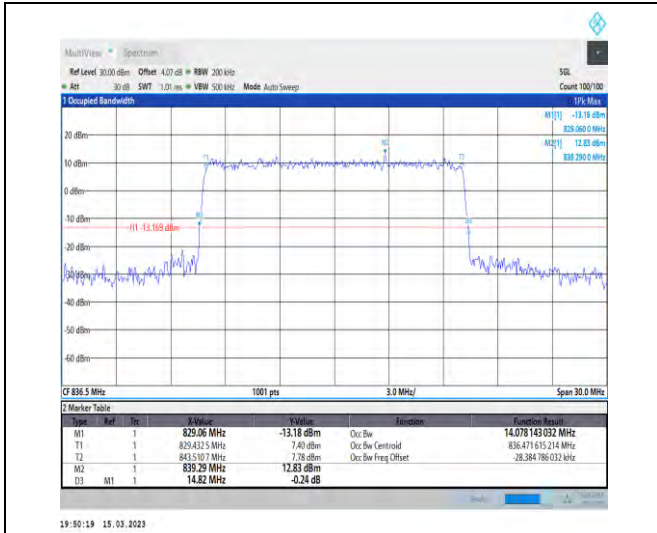 MultiView Spectrum
Ref Level 30.00 dBm Offset 4.07 dB RBW 200 kHz SGL
Att 30 dB SWT 1.01 ms VBW 500 kHz Mode Auto Sweep Count 100/100
1 Occupied Bandwidth 1Pk Max
M1[1] -13.18 dBm
829.060 0 MHz
M2[1] 12.83 dBm
839.290 0 MHz
20 dBm
M2
10 dBm
T1
T2
0 dBm
-10 dBm
M1
H1 -13.169 dBm
-20 dBm
-30 dBm
-40 dBm
-50 dBm
-60 dBm
CF 836.5 MHz 1001 pts 3.0 MHz/ Span 30.0 MHz
2 Marker Table
Type Ref Trc X-Value Y-Value Function Function Result
M1 1 829.06 MHz -13.18 dBm Occ Bw 14.078 143 032 MHz
T1 1 829.432 5 MHz 7.40 dBm Occ Bw Centroid 836.471 615 214 MHz
T2 1 843.510 7 MHz 7.78 dBm Occ Bw Freq Offset -28.384 786 032 kHz
M2 1 839.29 MHz 12.83 dBm
D3 M1 1 14.82 MHz -0.24 dB
19:50:19 15.03.2023